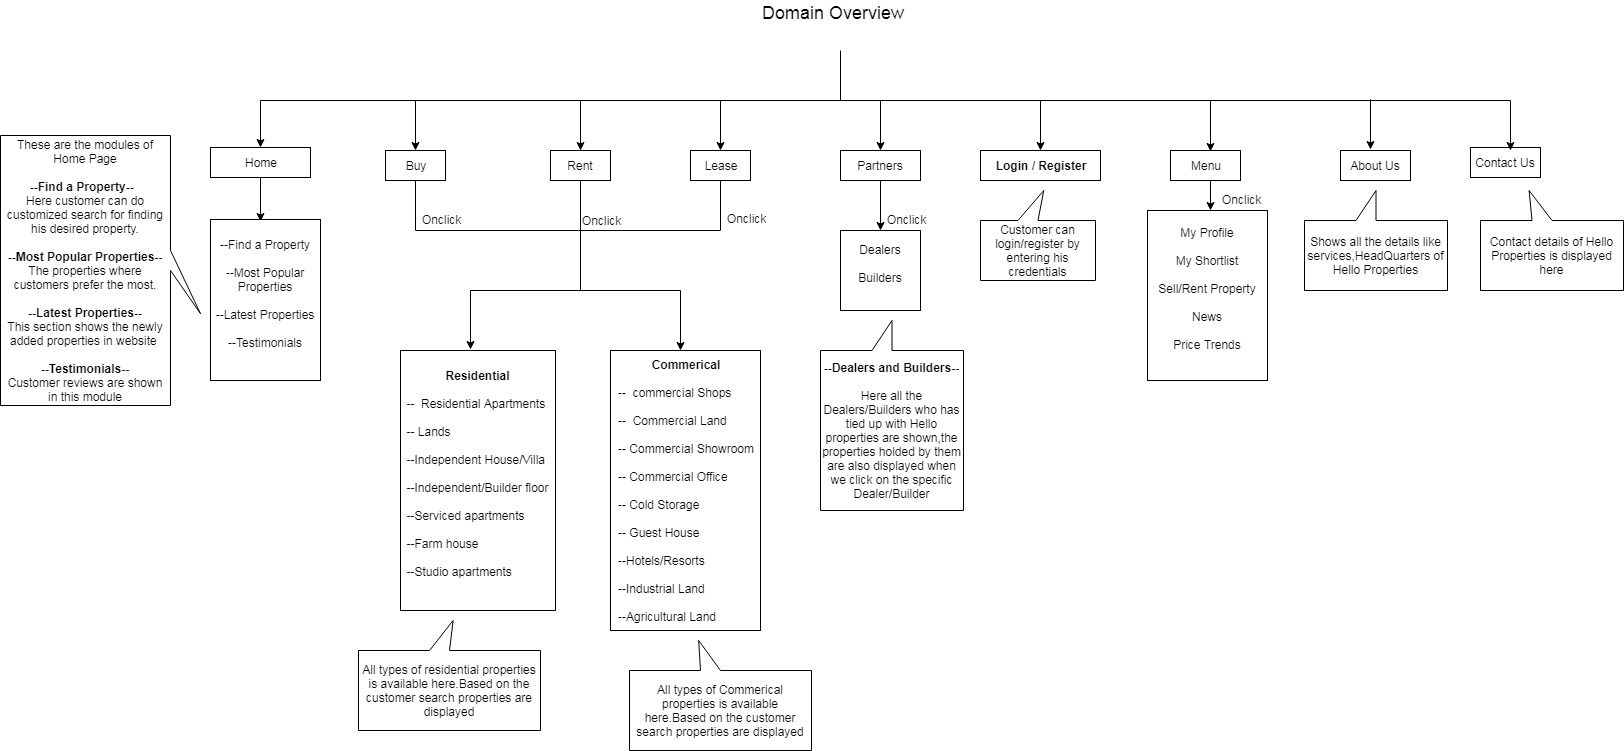 Domain Overview
Home
Buy
Rent
Lease
Partners
Login / Register
Menu
About Us
Contact Us
These are the modules of
Home Page
--Find a Property--
Here customer can do
customized search for finding
his desired property.
--Most Popular Properties--
The properties where
customers prefer the most.
--Latest Properties--
This section shows the newly
added properties in website
--Testimonials--
Customer reviews are shown
in this module
--Find a Property
--Most Popular
Properties
--Latest Properties
--Testimonials
Onclick
Onclick
Onclick
Onclick
Onclick
Dealers
Builders
Customer can
login/register by
entering his
credentials
My Profile
My Shortlist
Sell/Rent Property
News
Price Trends
Shows all the details like
services,HeadQuarters of
Hello Properties
Contact details of Hello
Properties is displayed
here
Residential
-- Residential Apartments
-- Lands
--Independent House/Villa
--Independent/Builder floor
--Serviced apartments
--Farm house
--Studio apartments
Commerical
-- commercial Shops
-- Commercial Land
-- Commercial Showroom
-- Commercial Office
-- Cold Storage
-- Guest House
--Hotels/Resorts
--Industrial Land
--Agricultural Land
--Dealers and Builders--
Here all the
Dealers/Builders who has
tied up with Hello
properties are shown,the
properties holded by them
are also displayed when
we click on the specific
Dealer/Builder
All types of residential properties
is available here.Based on the
customer search properties are
displayed
All types of Commerical
properties is available
here.Based on the customer
search properties are displayed